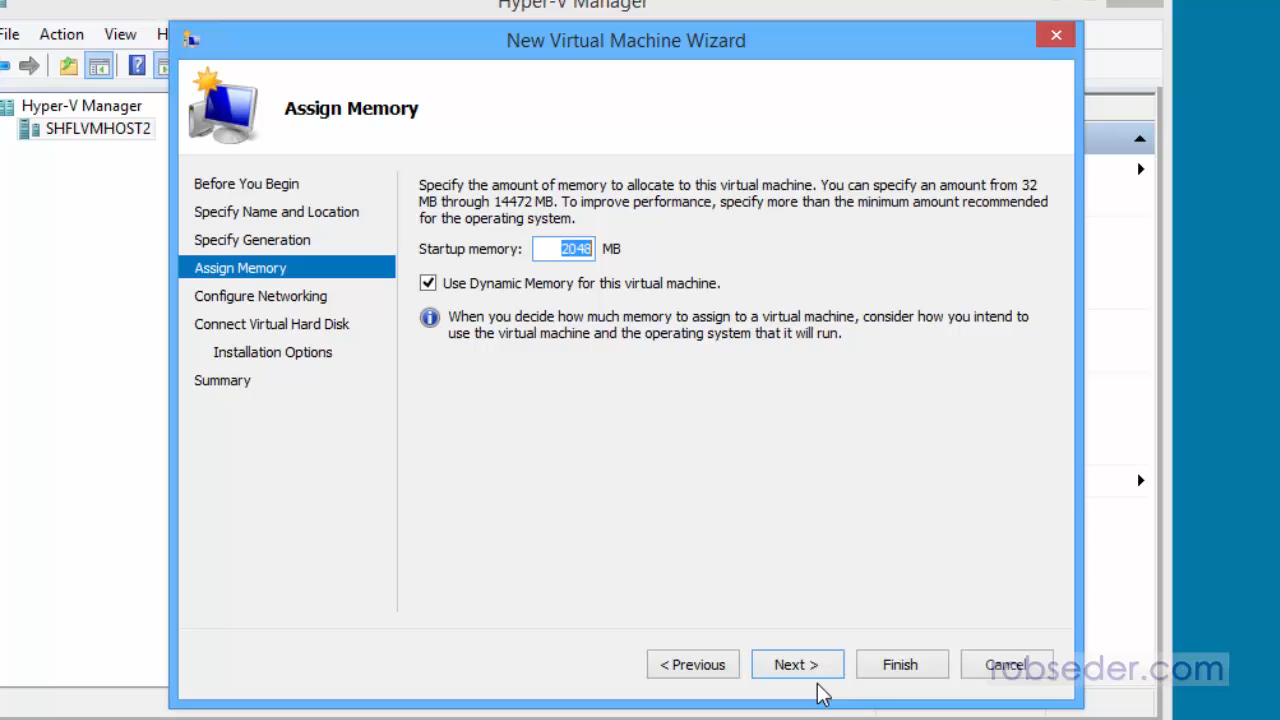 Hyper-V Manager
File Action View H
New Virtual Machine Wizard
Hyper-V Manager
SHFLVMHOST2
Assign Memory
Before You Begin
Specify Name and Location
Specify Generation
Assign Memory
Configure Networking
Connect Virtual Hard Disk
Installation Options
Summary
Specify the amount of memory to allocate to this virtual machine. You can specify an amount from 32
MB through 14472 MB. To improve performance, specify more than the minimum amount recommended
for the operating system.
Startup memory: 2048 MB
Use Dynamic Memory for this virtual machine.
When you decide how much memory to assign to a virtual machine, consider how you intend to
use the virtual machine and the operating system that it will run.
< Previous Next > Finish Cancel
robseder.com